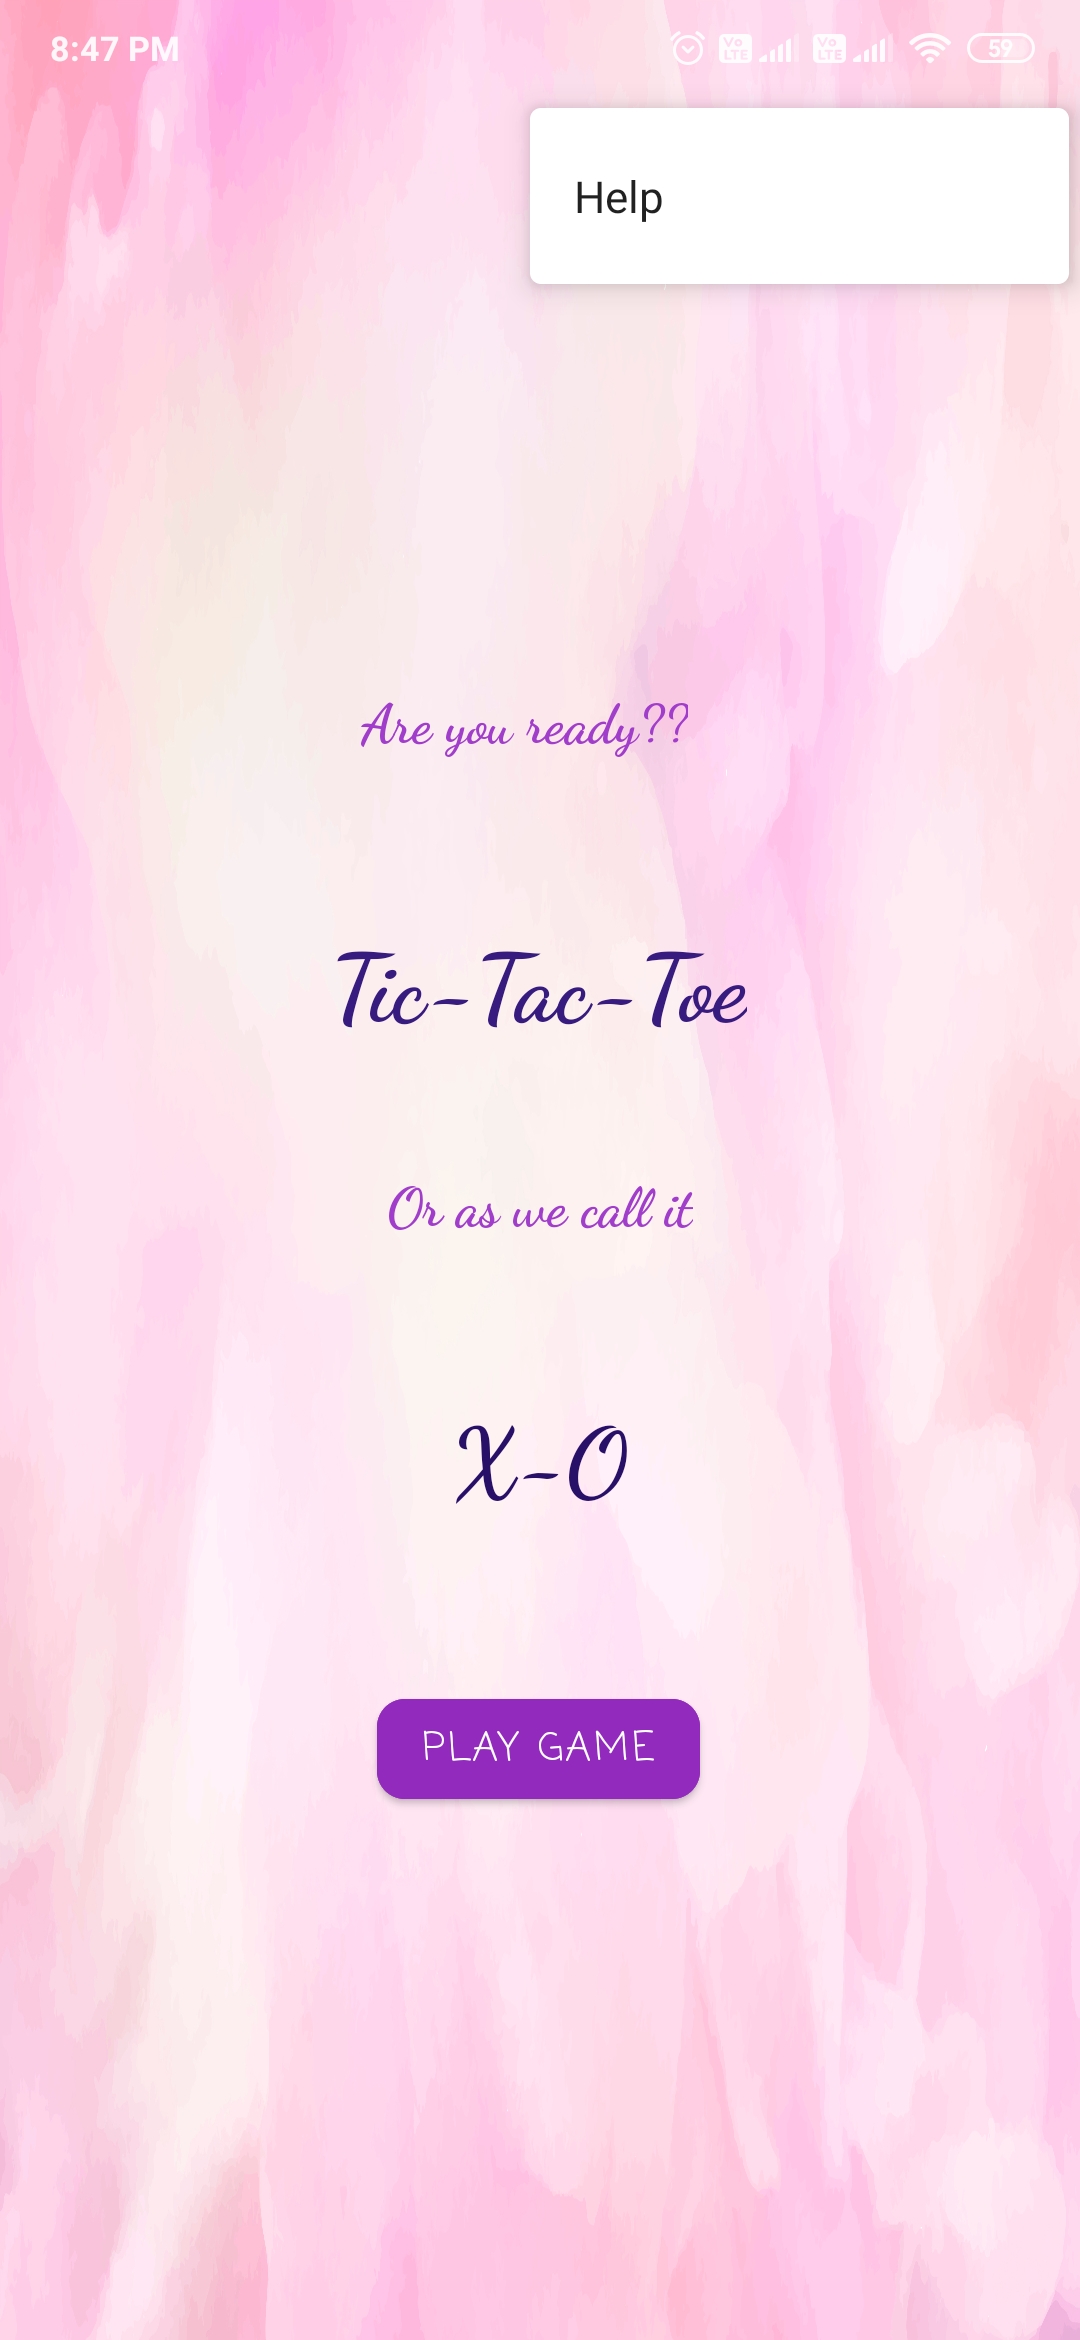 8:47 PM
Vo LTE Vo LTE 59
Help
Are you ready??
Tic-Tac-Toe
Or as we call it
X-O
PLAY GAME